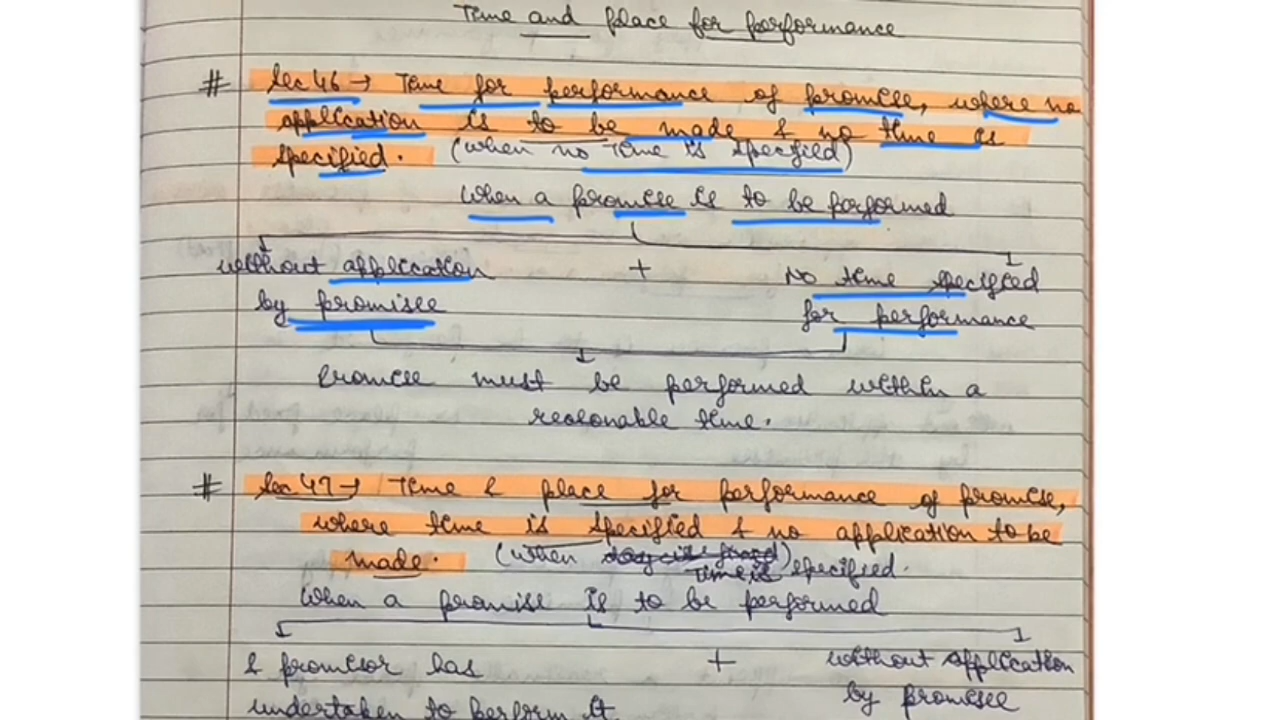 Time and place for performance
# Sec 46 → Time for performance of promise, where no
application is to be made & no time is
specified. (when no time is specified)
When a promise is to be performed
without application + No time specified
by promisee for performance
Promise must be performed within a
reasonable time.
# Sec 47 → Time & place for performance of promise,
where time is specified & no application to be
made. (when time is specified.
When a promise is to be performed
& promisor has + without application
undertaken to perform it by promisee